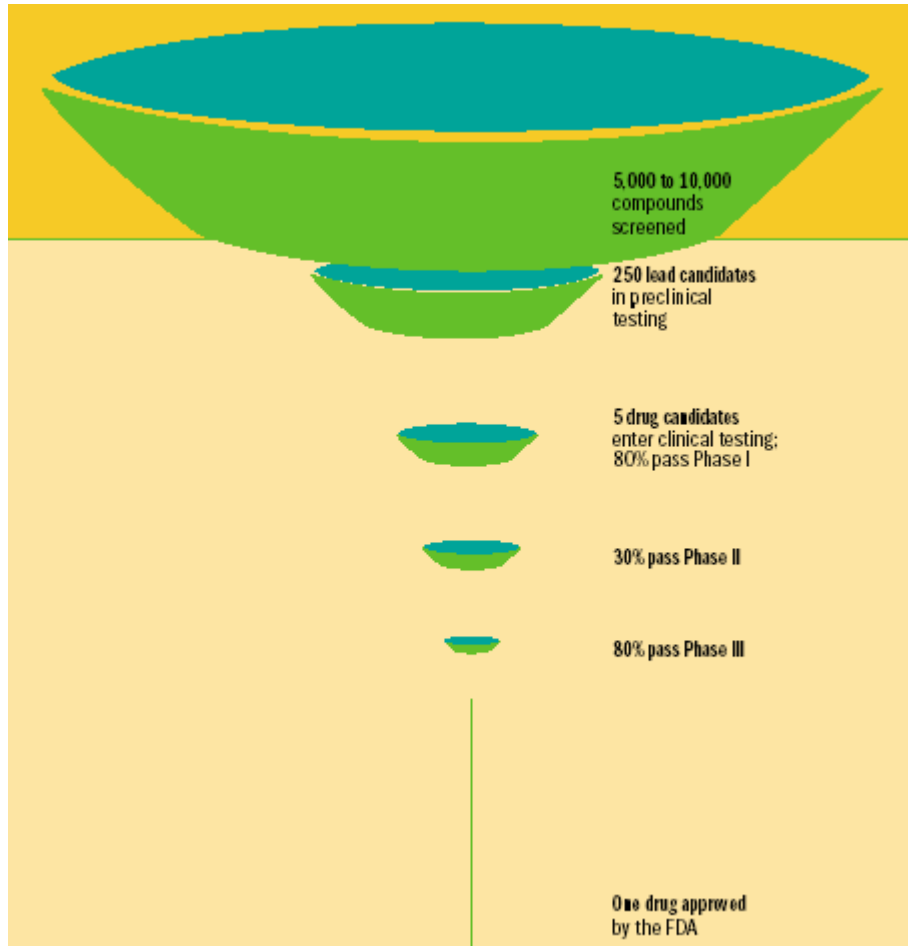 5,000 to 10,000
compounds
screened
250 lead candidates
in preclinical
testing
5 drug candidates
enter clinical testing;
80% pass Phase I
30% pass Phase II
80% pass Phase III
One drug approved
by the FDA